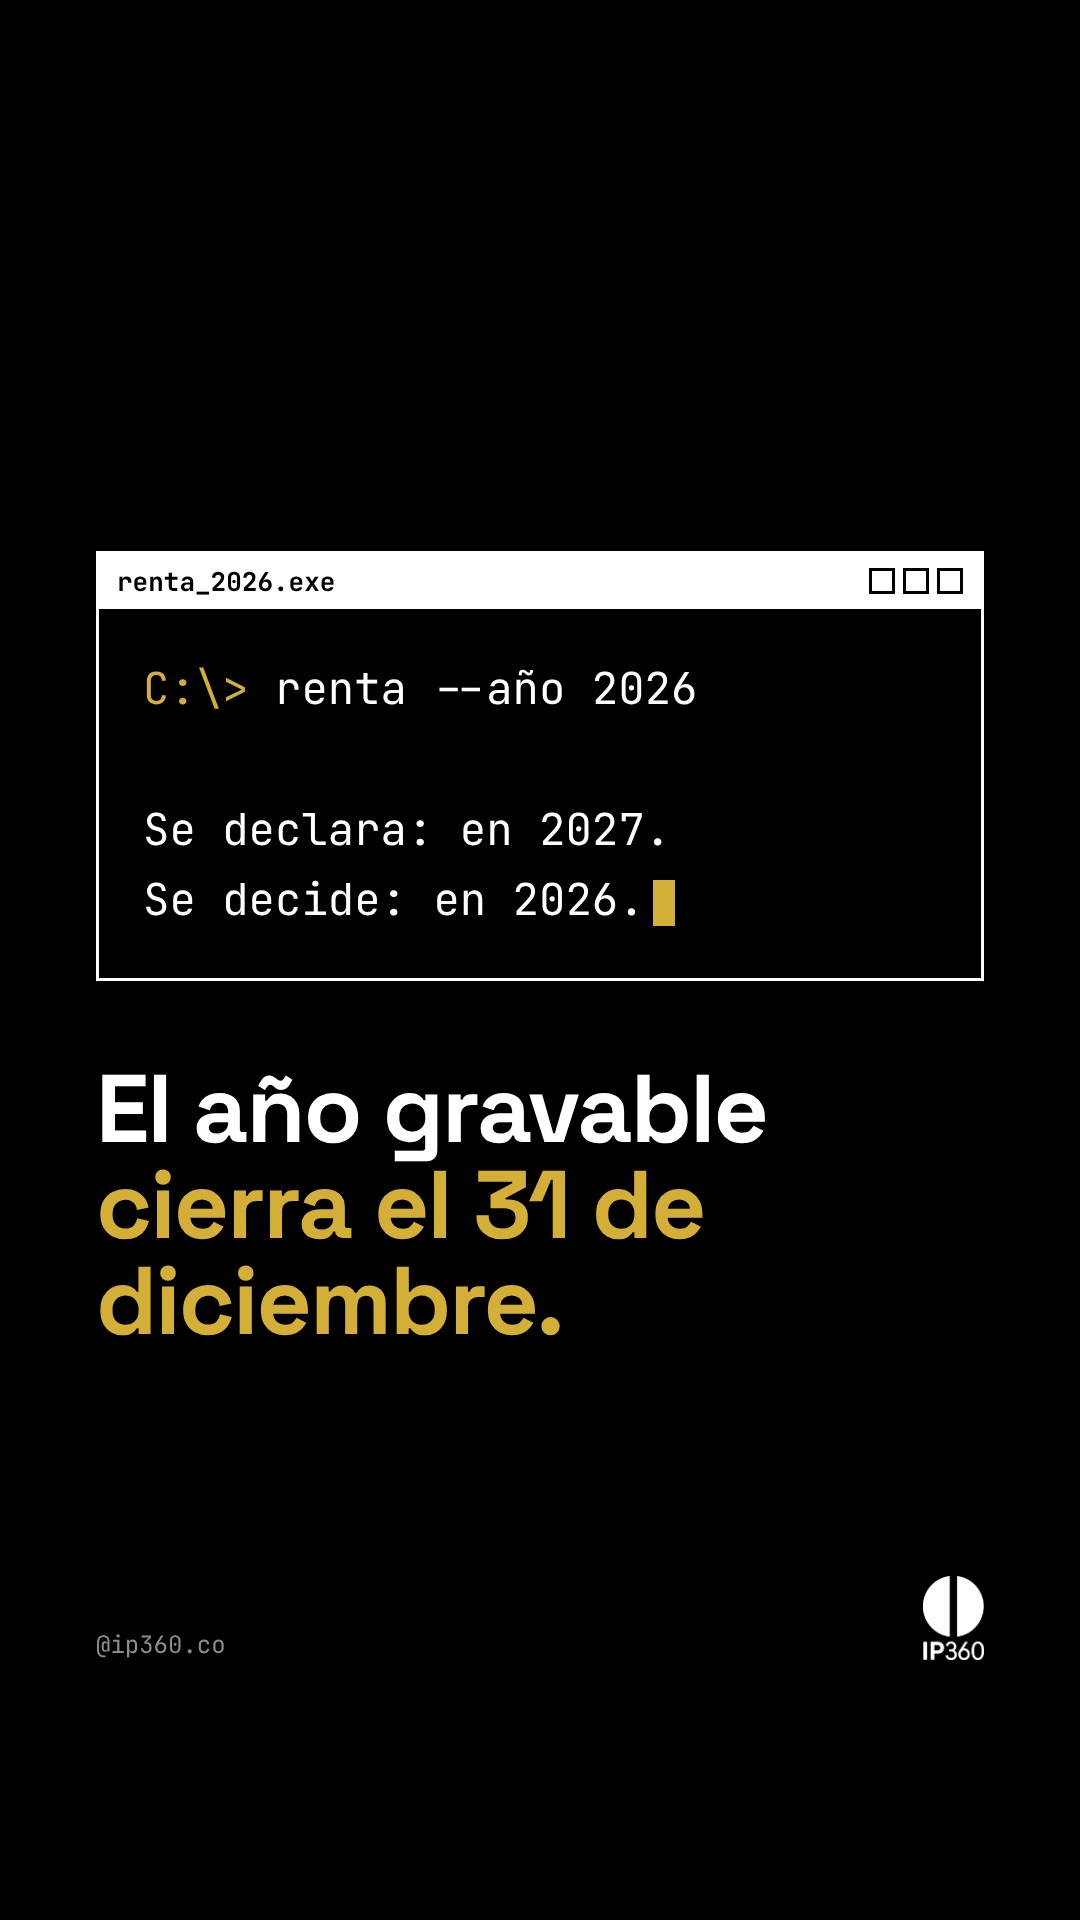 renta_2026.exe
C:\> renta --año 2026
Se declara: en 2027.
Se decide: en 2026.
El año gravable
cierra el 31 de
diciembre.
@ip360.co
IP360